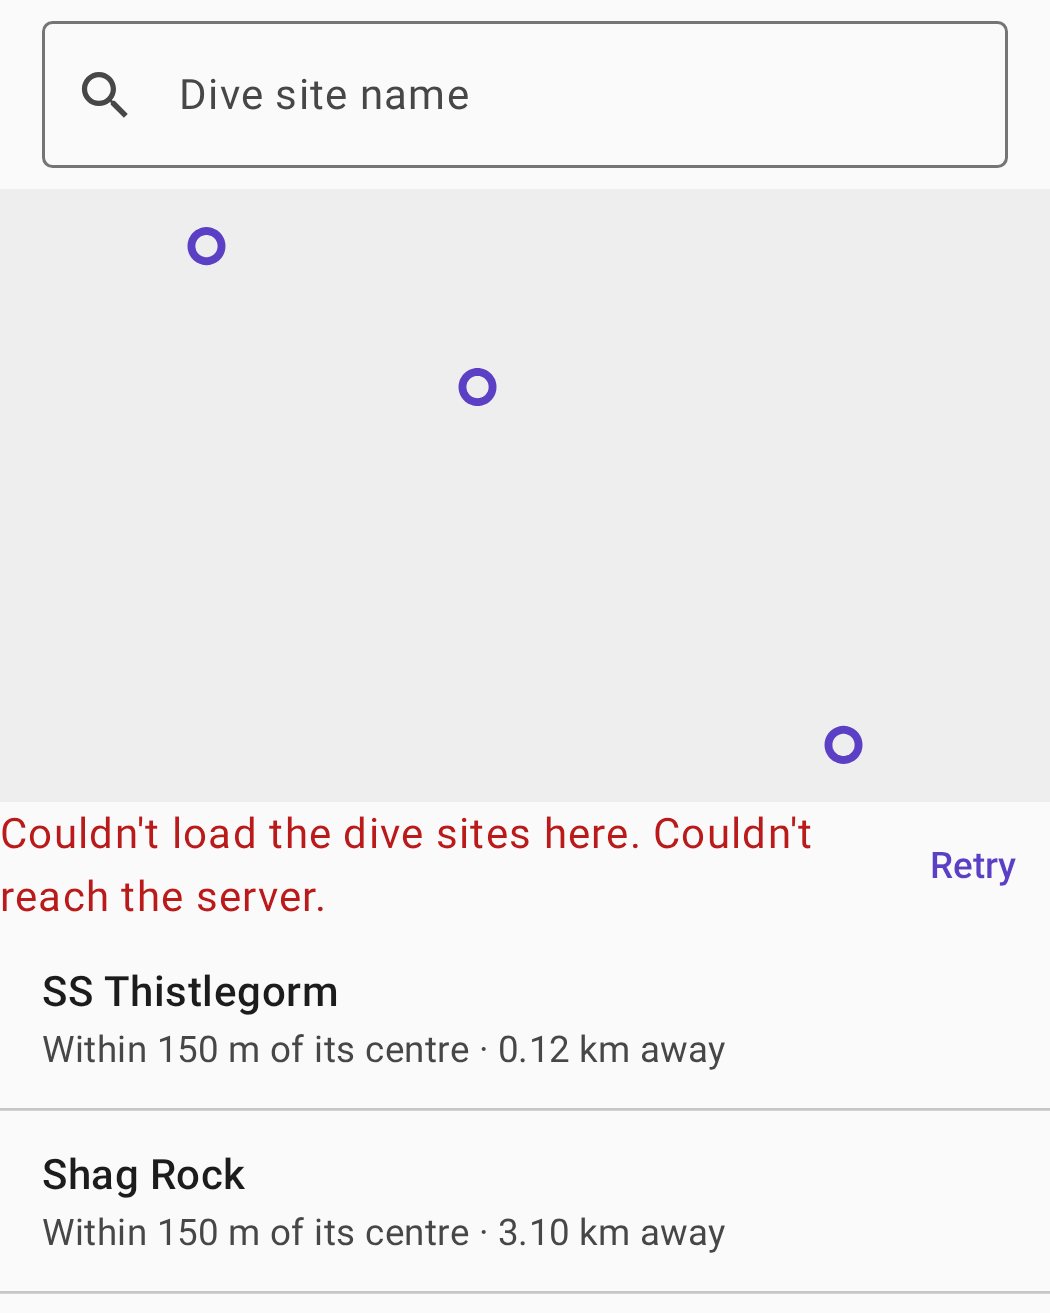 Dive site name
Couldn't load the dive sites here. Couldn't
reach the server.
Retry
SS Thistlegorm
Within 150 m of its centre · 0.12 km away
Shag Rock
Within 150 m of its centre · 3.10 km away